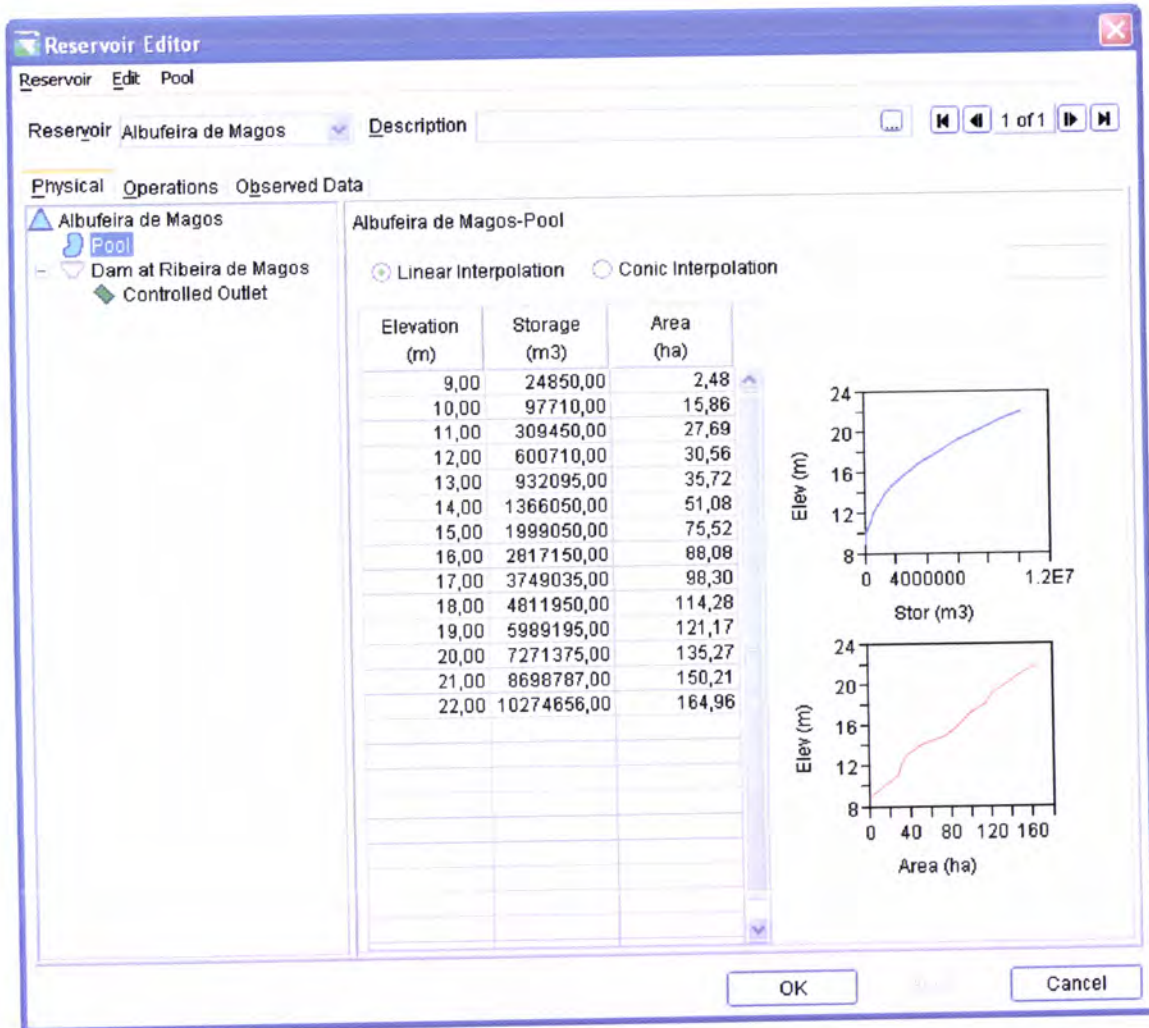 Reservoir Editor
Reservoir Edit Pool
Reservoir Albufeira de Magos Description ... 1 of 1
Physical Operations Observed Data
Albufeira de Magos
Pool
Dam at Ribeira de Magos
Controlled Outlet
Albufeira de Magos-Pool
Linear Interpolation Conic Interpolation
Elevation (m) Storage (m3) Area (ha)
9,00 24850,00 2,48
10,00 97710,00 15,86
11,00 309450,00 27,69
12,00 600710,00 30,56
13,00 932095,00 35,72
14,00 1366050,00 51,08
15,00 1999050,00 75,52
16,00 2817150,00 88,08
17,00 3749035,00 98,30
18,00 4811950,00 114,28
19,00 5989195,00 121,17
20,00 7271375,00 135,27
21,00 8698787,00 150,21
22,00 10274656,00 164,96
24
20
16
12
8
Elev (m)
0 4000000 1.2E7
Stor (m3)
24
20
16
12
8
Elev (m)
0 40 80 120 160
Area (ha)
OK Cancel